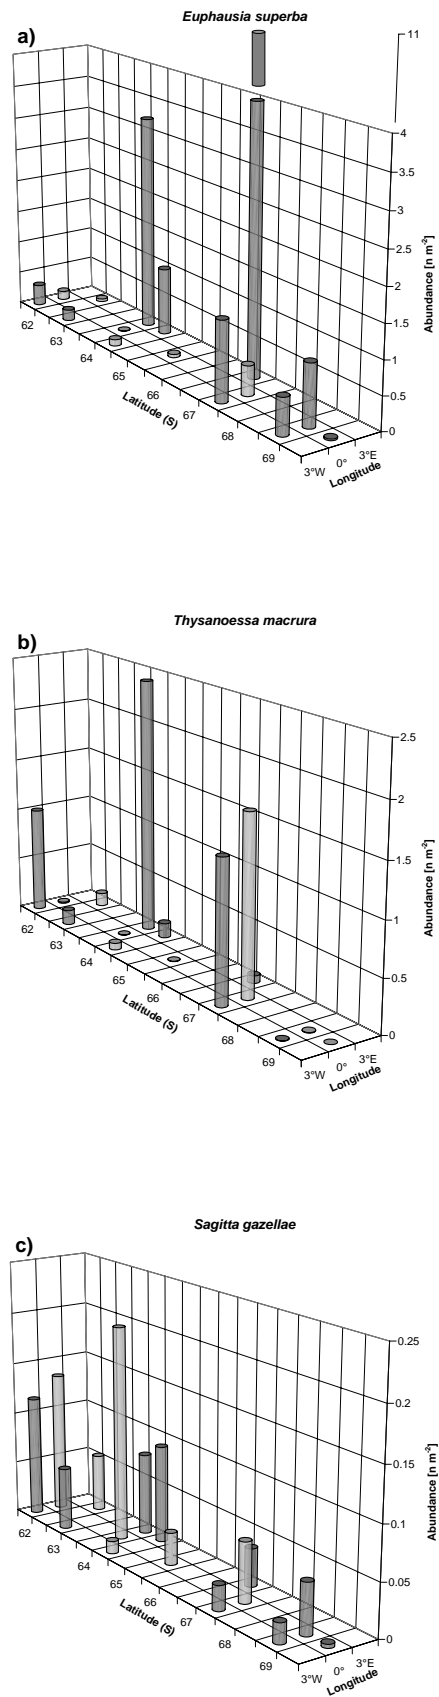 Euphausia superba
a)
11
4
3.5
3
2.5
2
1.5
1
0.5
0
Abundance [n m-2]
62
63
64
65
66
67
68
69
Latitude (S)
3°W
0°
3°E
Longitude
Thysanoessa macrura
b)
2.5
2
1.5
1
0.5
0
Abundance [n m-2]
62
63
64
65
66
67
68
69
Latitude (S)
3°W
0°
3°E
Longitude
Sagitta gazellae
c)
0.25
0.2
0.15
0.1
0.05
0
Abundance [n m-2]
62
63
64
65
66
67
68
69
Latitude (S)
3°W
0°
3°E
Longitude